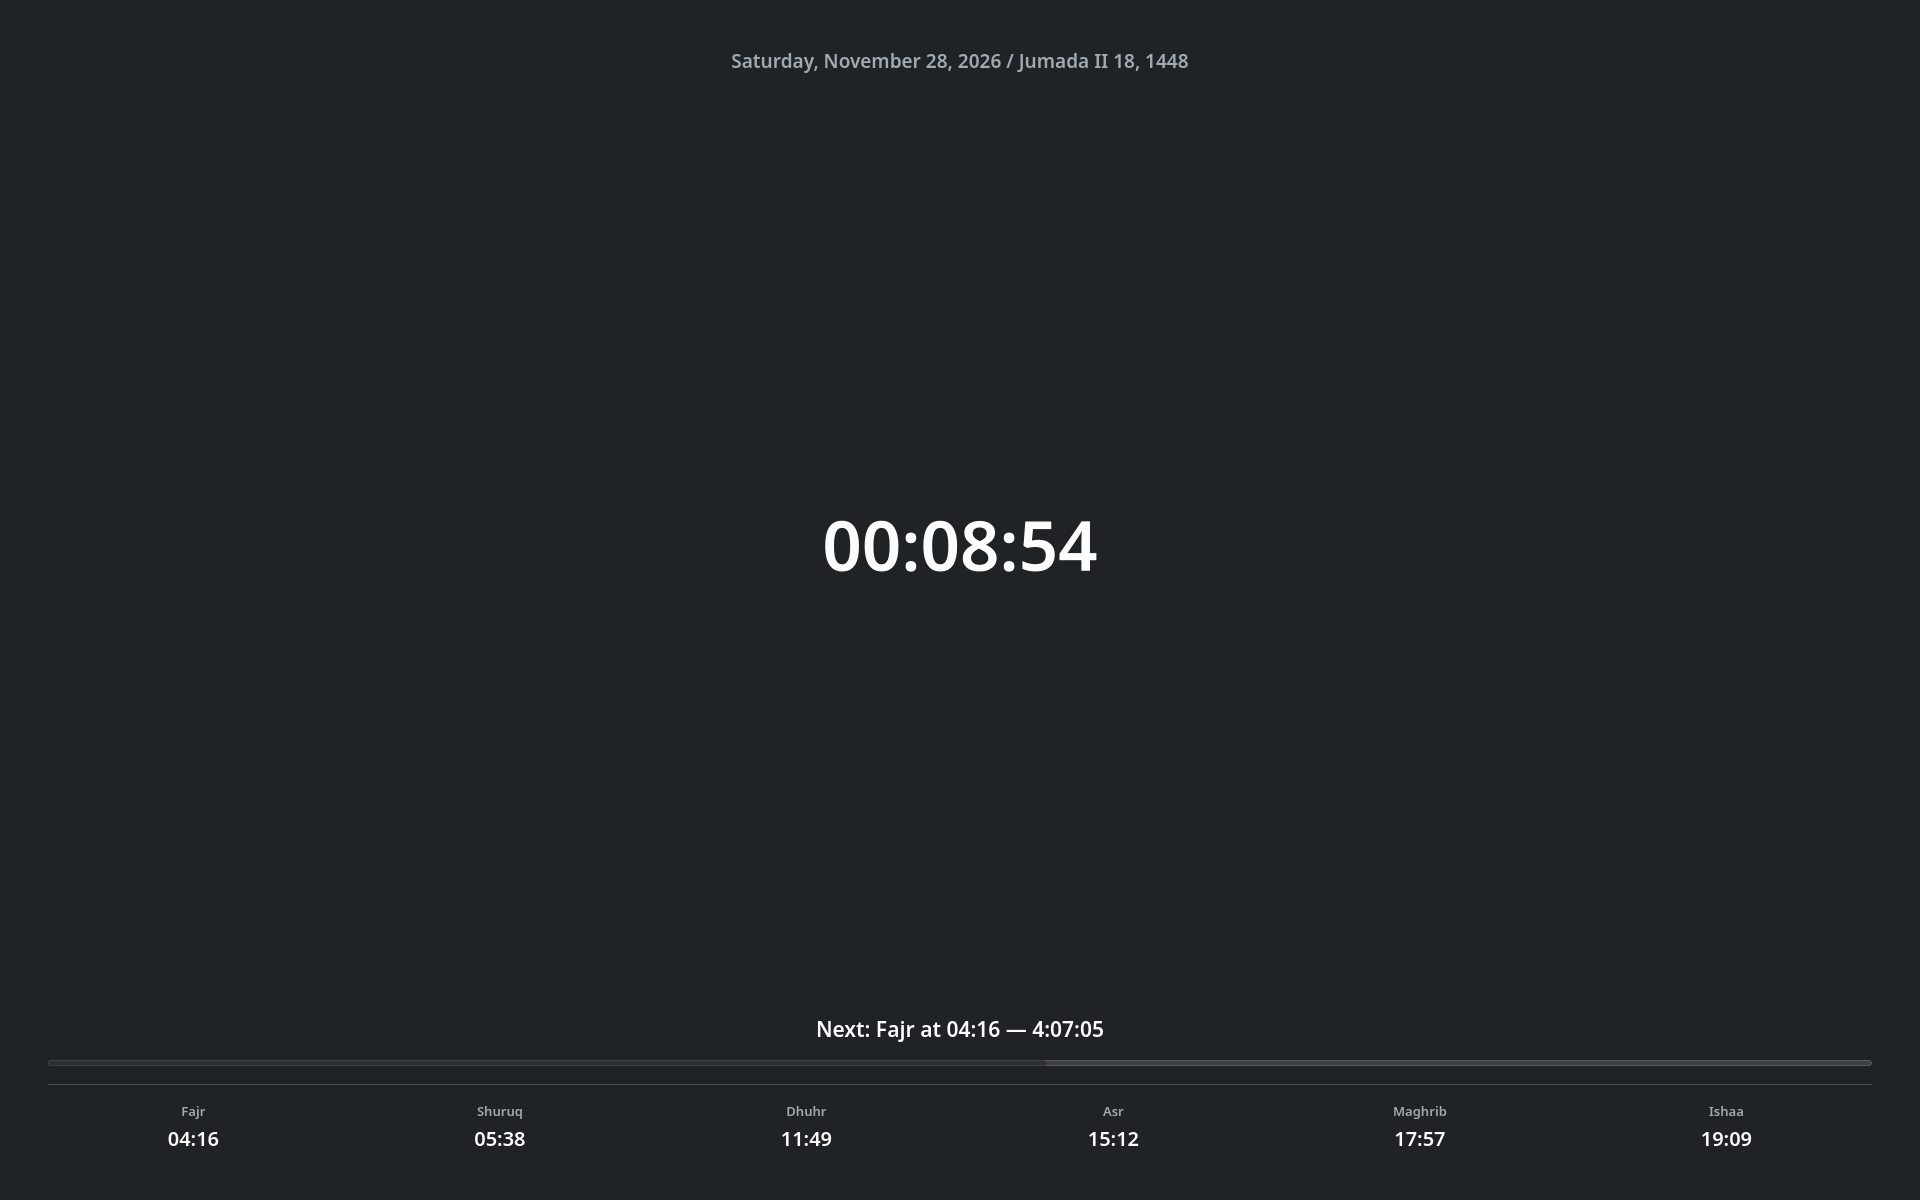 Saturday, November 28, 2026 / Jumada II 18, 1448
00:08:54
Next: Fajr at 04:16 — 4:07:05
Fajr Shuruq Dhuhr Asr Maghrib Ishaa
04:16 05:38 11:49 15:12 17:57 19:09